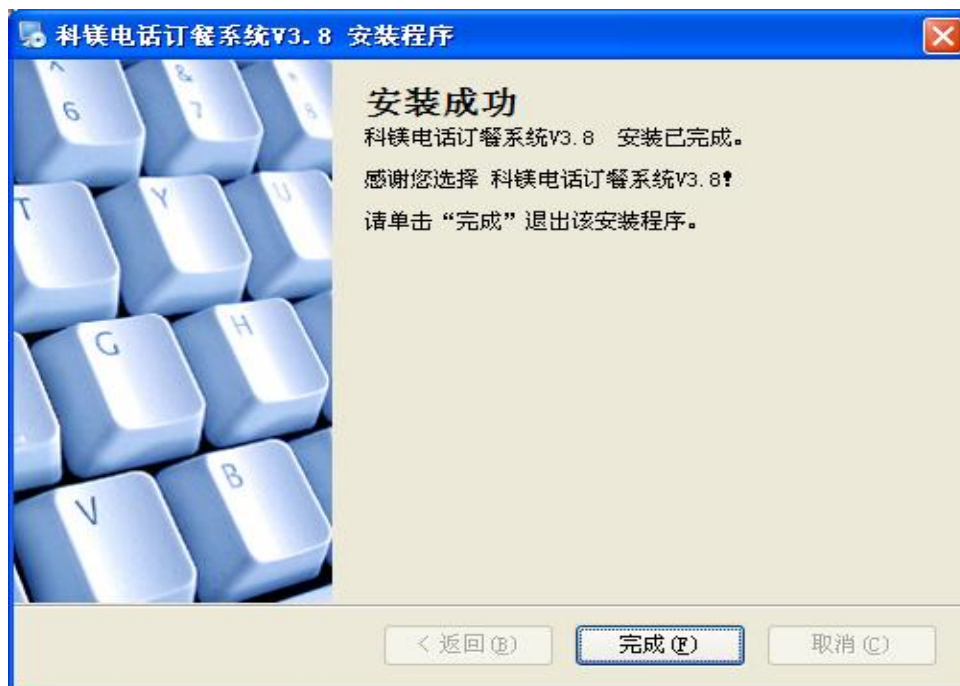 科镁电话订餐系统V3.8 安装程序
安装成功
科镁电话订餐系统V3.8 安装已完成。
感谢您选择 科镁电话订餐系统V3.8!
请单击“完成”退出该安装程序。
^
6
&
7
*
8
T
Y
U
G
H
V
B
< 返回(B)
完成(F)
取消(C)